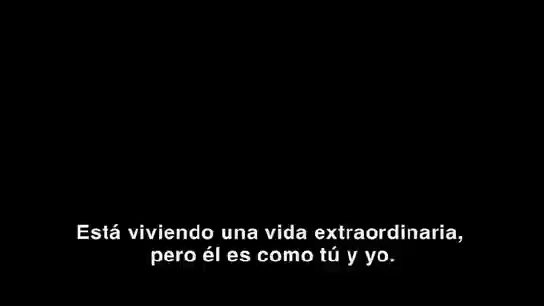 Está viviendo una vida extraordinaria,
pero él es como tú y yo.